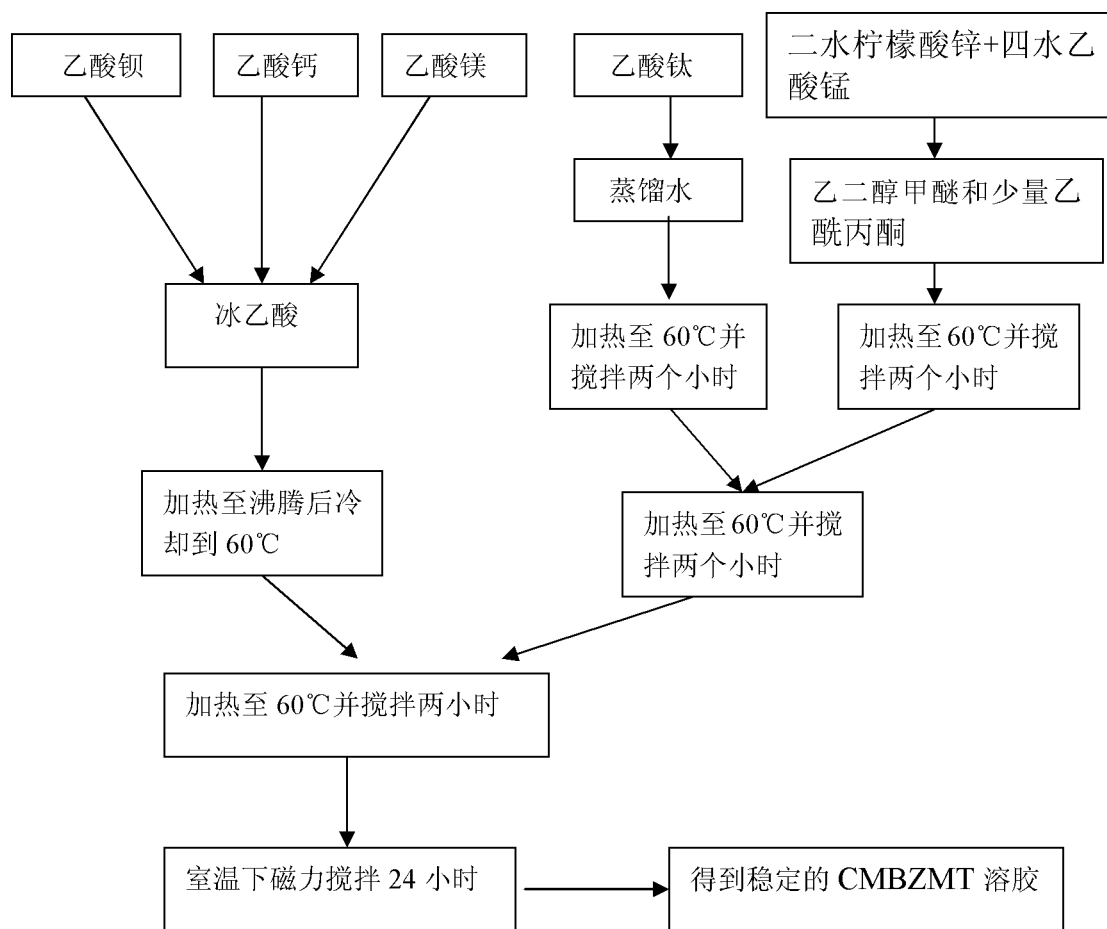 乙酸钡
乙酸钙
乙酸镁
乙酸钛
二水柠檬酸锌+四水乙
酸锰
蒸馏水
乙二醇甲醚和少量乙
酰丙酮
冰乙酸
加热至 60℃并
搅拌两个小时
加热至 60℃并搅
拌两个小时
加热至沸腾后冷
却到 60℃
加热至60℃并搅
拌两个小时
加热至 60℃并搅拌两小时
室温下磁力搅拌 24 小时
得到稳定的 CMBZMT 溶胶